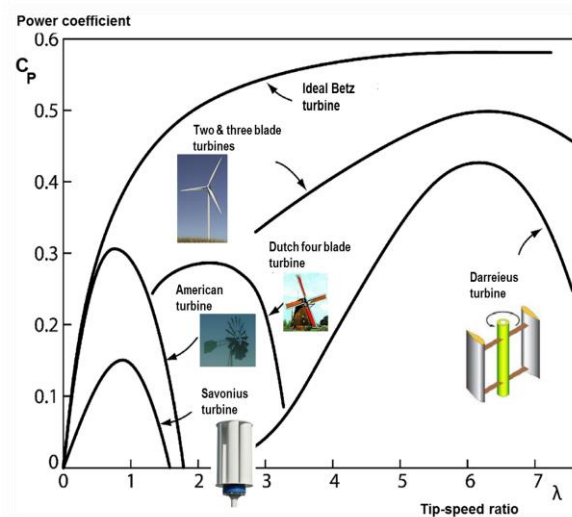 Power coefficient
0.6
C_P
0.5
0.4
0.3
0.2
0.1
0
Ideal Betz
turbine
Two & three blade
turbines
Dutch four blade
turbine
American
turbine
Savonius
turbine
Darreieus
turbine
0 1 2 3 4 5 6 7 λ
Tip-speed ratio